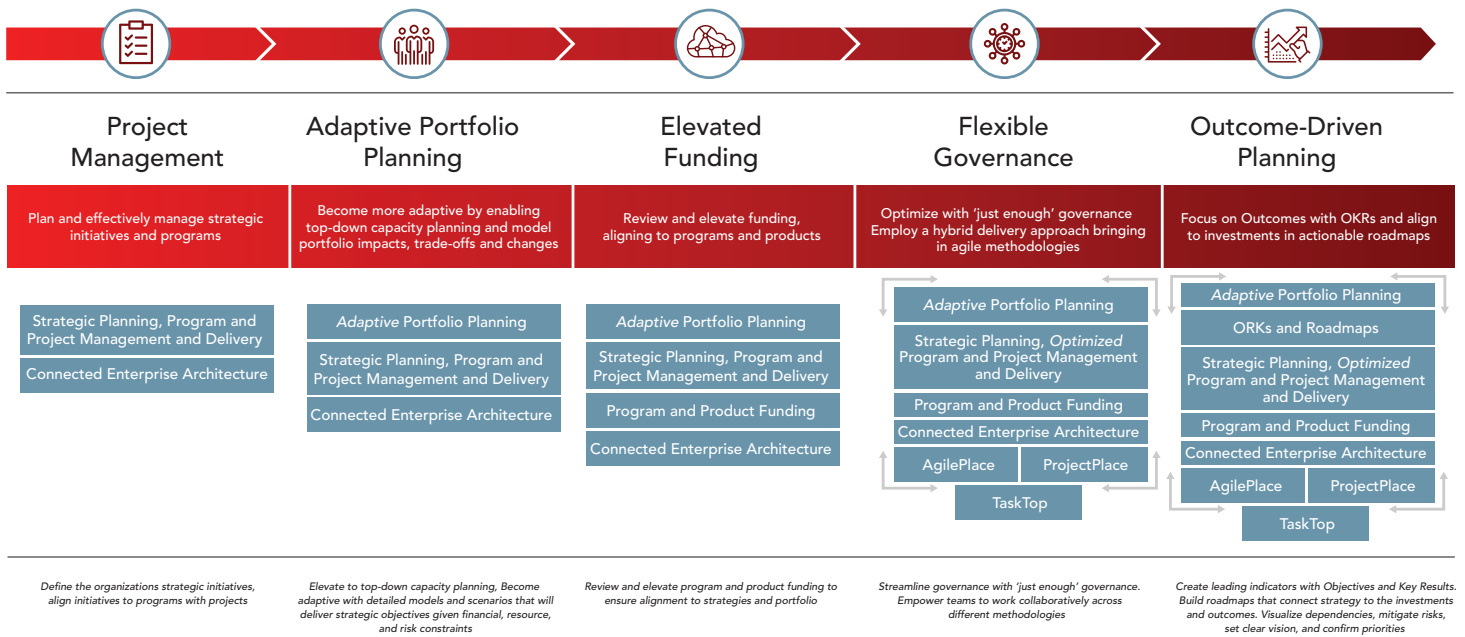 Project
Management
Adaptive Portfolio
Planning
Elevated
Funding
Flexible
Governance
Outcome-Driven
Planning
Plan and effectively manage strategic
initiatives and programs
Become more adaptive by enabling
top-down capacity planning and model
portfolio impacts, trade-offs and changes
Review and elevate funding,
aligning to programs and products
Optimize with ‘just enough’ governance
Employ a hybrid delivery approach bringing
in agile methodologies
Focus on Outcomes with OKRs and align
to investments in actionable roadmaps
Strategic Planning, Program and
Project Management and Delivery
Connected Enterprise Architecture
Adaptive Portfolio Planning
Strategic Planning, Program and
Project Management and Delivery
Connected Enterprise Architecture
Adaptive Portfolio Planning
Strategic Planning, Program and
Project Management and Delivery
Program and Product Funding
Connected Enterprise Architecture
Adaptive Portfolio Planning
Strategic Planning, Optimized
Program and Project Management
and Delivery
Program and Product Funding
Connected Enterprise Architecture
AgilePlace
ProjectPlace
TaskTop
Adaptive Portfolio Planning
ORKs and Roadmaps
Strategic Planning, Optimized
Program and Project Management
and Delivery
Program and Product Funding
Connected Enterprise Architecture
AgilePlace
ProjectPlace
TaskTop
Define the organizations strategic initiatives,
align initiatives to programs with projects
Elevate to top-down capacity planning, Become
adaptive with detailed models and scenarios that will
deliver strategic objectives given financial, resource,
and risk constraints
Review and elevate program and product funding to
ensure alignment to strategies and portfolio
Streamline governance with ‘just enough’ governance.
Empower teams to work collaboratively across
different methodologies
Create leading indicators with Objectives and Key Results.
Build roadmaps that connect strategy to the investments
and outcomes. Visualize dependencies, mitigate risks,
set clear vision, and confirm priorities